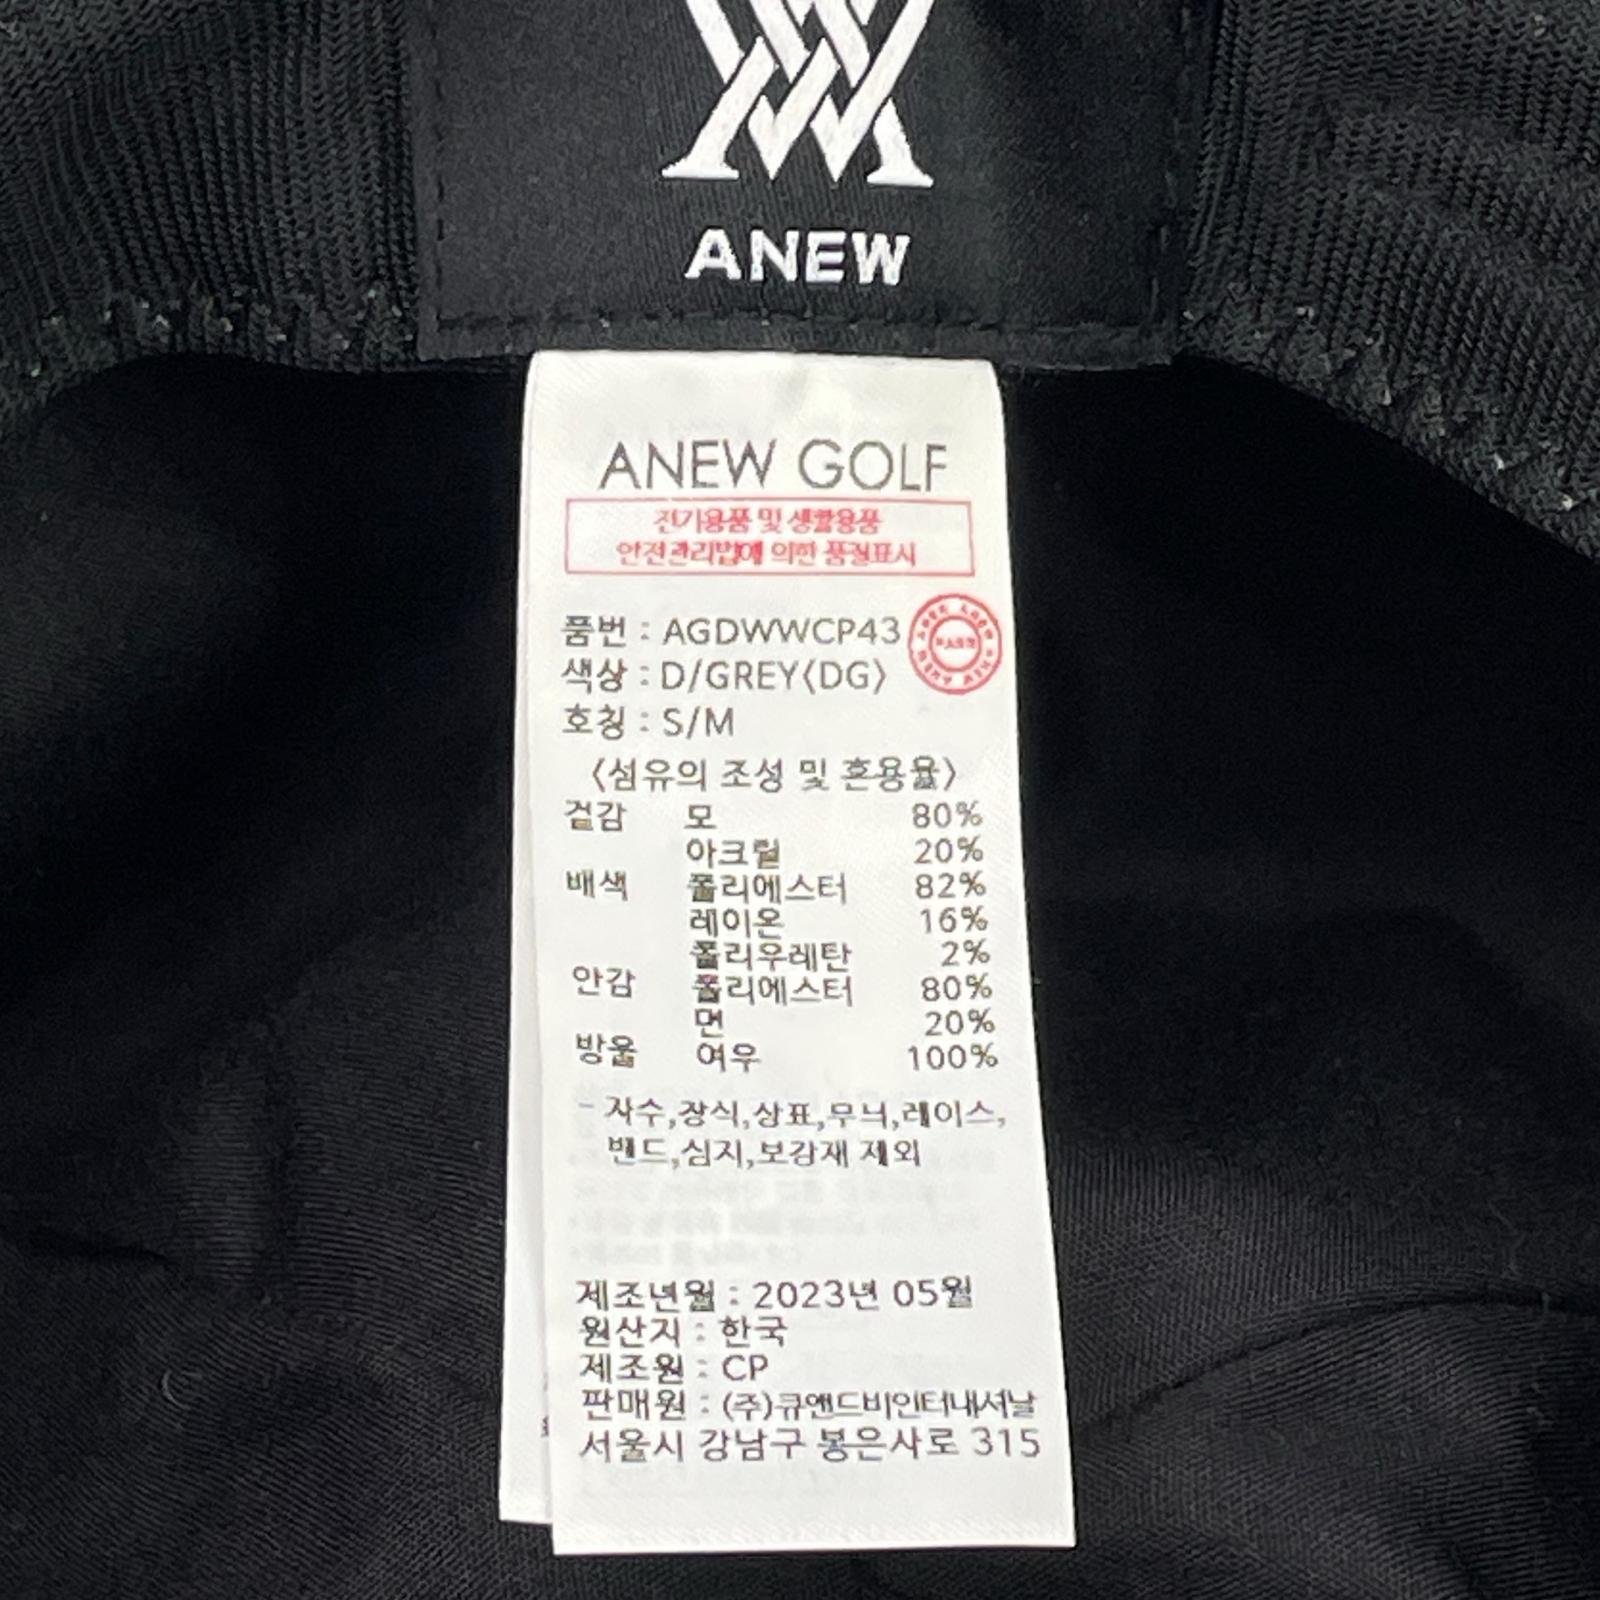 ANEW
ANEW GOLF
전기용품 및 생활용품
안전관리법에 의한 품질표시
품번 : AGDWWCP43
색상 : D/GREY(DG)
호칭 : S/M
〈섬유의 조성 및 혼용율〉
겉감 모 80%
아크릴 20%
배색 폴리에스터 82%
레이온 16%
폴리우레탄 2%
안감 폴리에스터 80%
면 20%
방울 여우 100%
- 자수,장식,상표,무늬,레이스,
밴드,심지,보강재 제외
제조년월 : 2023년 05월
원산지 : 한국
제조원 : CP
판매원 : (주)큐앤드비인터내셔날
서울시 강남구 봉은사로 315